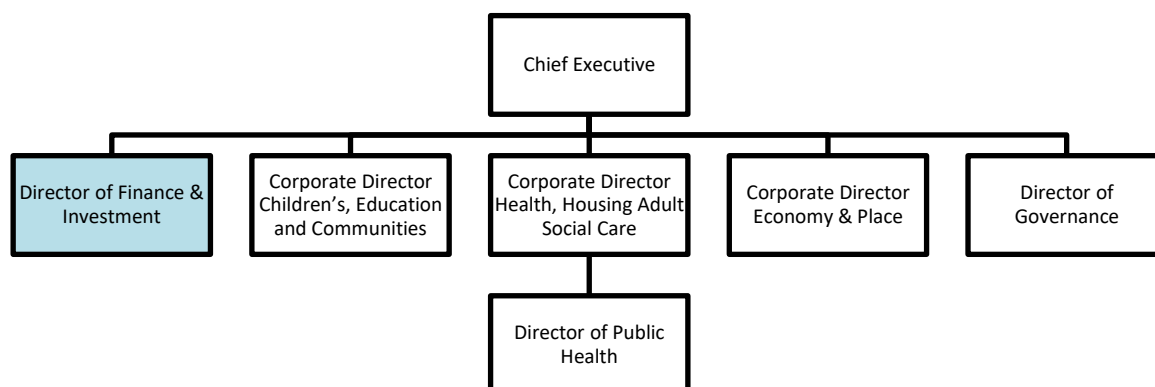 Chief Executive
Director of Finance &
Investment
Corporate Director
Children’s, Education
and Communities
Corporate Director
Health, Housing Adult
Social Care
Corporate Director
Economy & Place
Director of
Governance
Director of Public
Health